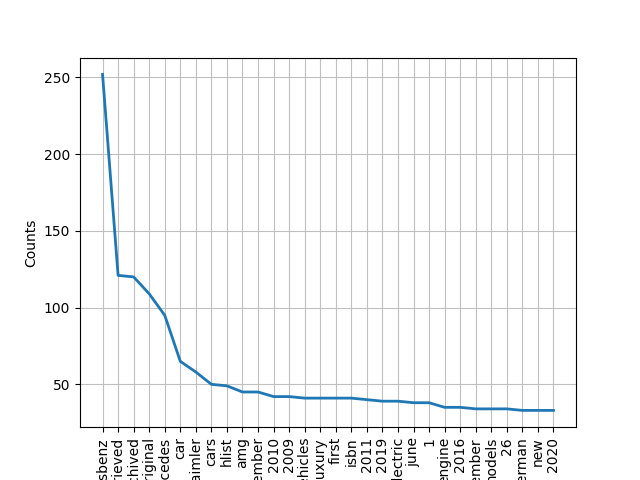 250
200
150
100
50
Counts
sbenz
rieved
chived
riginal
cedes
car
aimler
cars
hlist
amg
ember
2010
2009
ehicles
uxury
first
isbn
2011
2019
lectric
june
1
engine
2016
ember
models
26
erman
new
2020